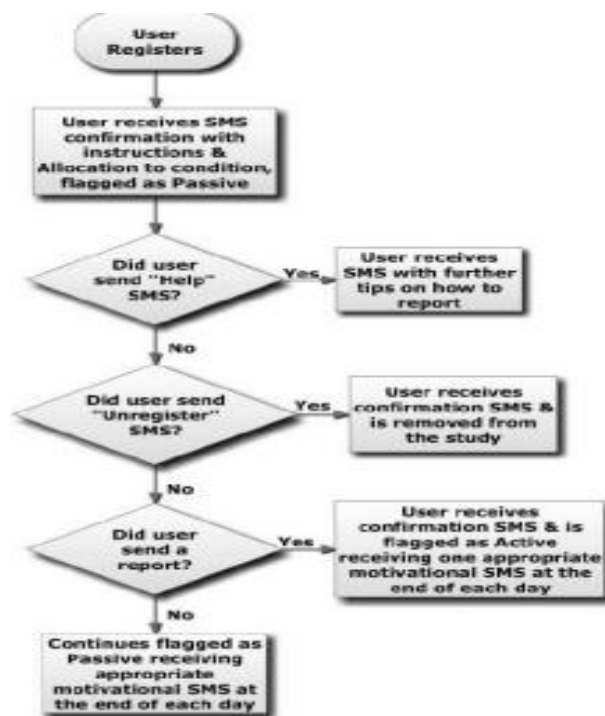 User
Registers
User receives SMS
confirmation with
instructions &
Allocation to condition,
flagged as Passive
Did user
send "Help"
SMS?
Yes
User receives
SMS with further
tips on how to
report
No
Did user send
"Unregister"
SMS?
Yes
User receives
confirmation SMS &
is removed from
the study
No
Did user
send a
report?
Yes
User receives
confirmation SMS & is
flagged as Active
receiving one appropriate
motivational SMS at the
end of each day
No
Continues flagged as
Passive receiving
appropriate
motivational SMS at
the end of each day